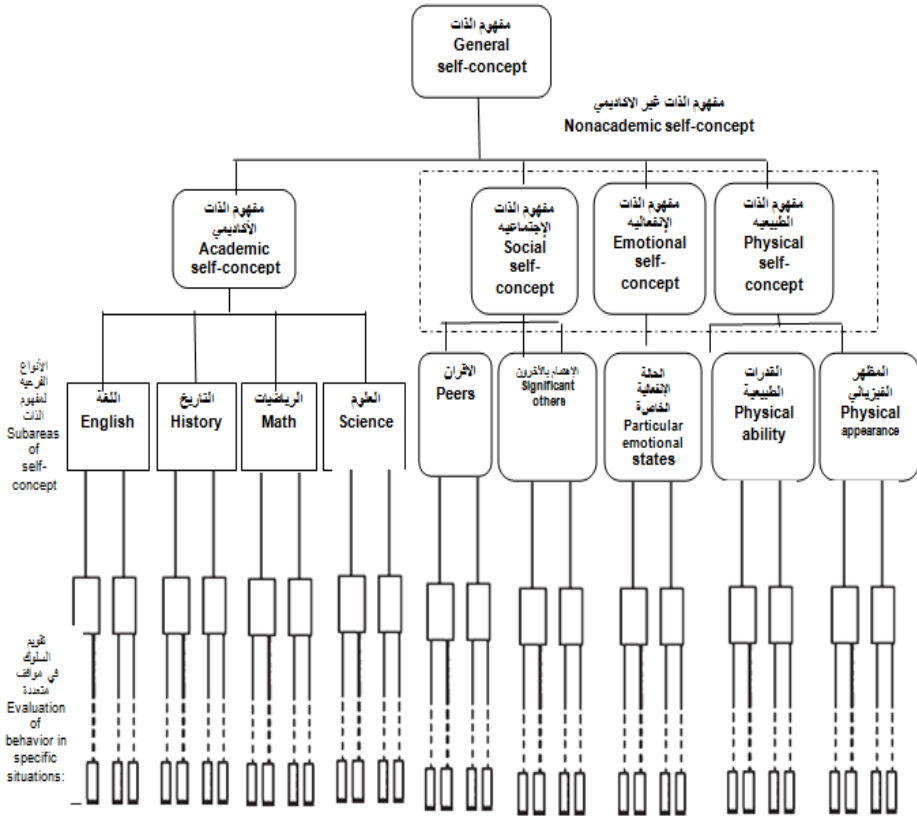 مفهوم الذات
General
self-concept
مفهوم الذات غير الاكاديمي
Nonacademic self-concept
مفهوم الذات
الأكاديمي
Academic
self-concept
مفهوم الذات
الإجتماعيه
Social
self-
concept
مفهوم الذات
الإنفعاليه
Emotional
self-
concept
مفهوم الذات
الطبيعيه
Physical
self-
concept
الأنواع
الفرعيه
لمفهوم
الذات
Subareas
of
self-
concept
اللغة
English
التاريخ
History
الرياضيات
Math
العلوم
Science
الاقران
Peers
بالأخرون
Significant
others
الحالة
الإنفعالية
الخاصة
Particular
emotional
states
القدرات
الطبيعية
Physical
ability
المظهر
الفيزيائي
Physical
appearance
تقويم
السلوك
في مواقف
متعددة
Evaluation
of
behavior in
specific
situations: